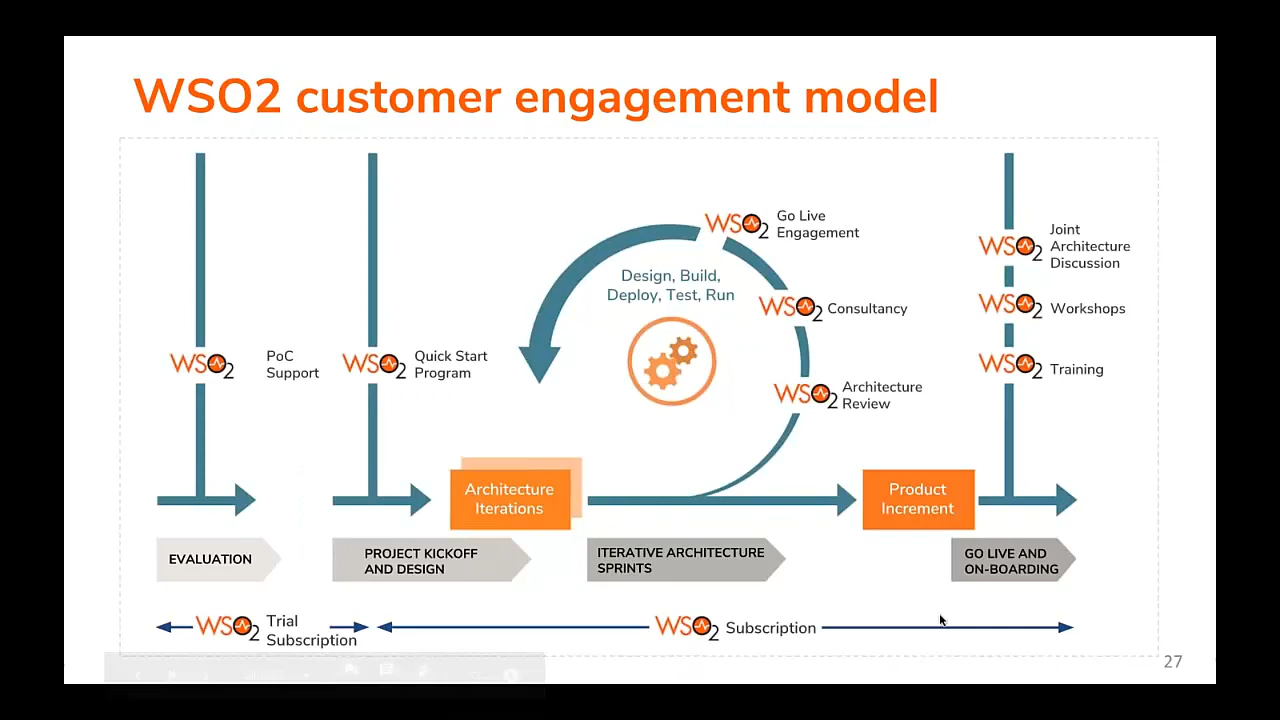 WSO2 customer engagement model
WSO2 Go Live
Engagement
WSO2 Joint
Architecture
Discussion
Design, Build,
Deploy, Test, Run
WSO2 Consultancy
WSO2 Workshops
WSO2 PoC
Support
WSO2 Quick Start
Program
WSO2 Training
WSO2 Architecture
Review
Architecture
Iterations
Product
Increment
EVALUATION
PROJECT KICKOFF
AND DESIGN
ITERATIVE ARCHITECTURE
SPRINTS
GO LIVE AND
ON-BOARDING
WSO2 Trial
Subscription
WSO2 Subscription
27